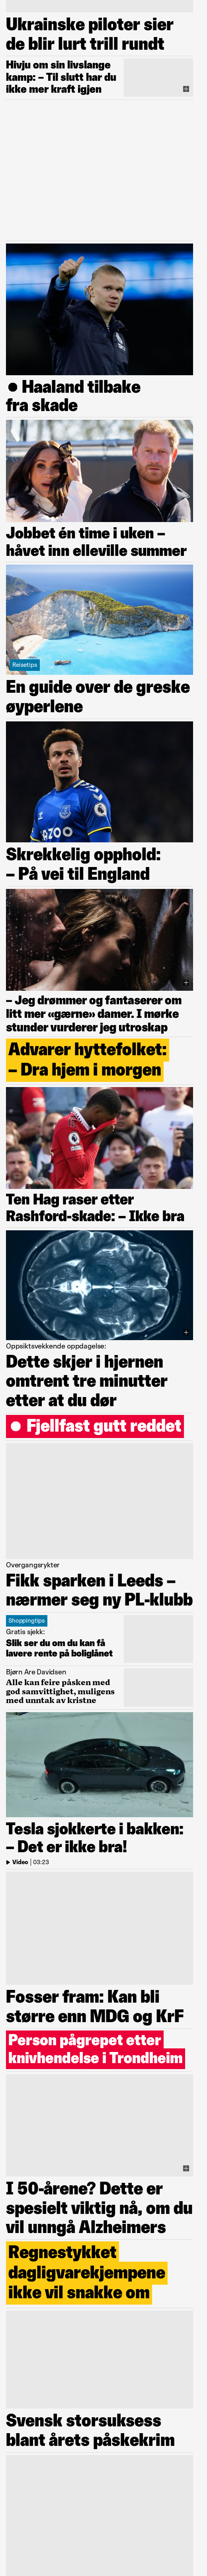 Ukrainske piloter sier
de blir lurt trill rundt
Hivju om sin livslange
kamp: – Til slutt har du
ikke mer kraft igjen
Haaland tilbake
fra skade
Jobbet én time i uken –
håvet inn elleville summer
Reisetips
En guide over de greske
øyperlene
Skrekkelig opphold:
– På vei til England
– Jeg drømmer og fantaserer om
litt mer «gærne» damer. I mørke
stunder vurderer jeg utroskap
Advarer hyttefolket:
– Dra hjem i morgen
Ten Hag raser etter
Rashford-skade: – Ikke bra
Oppsiktsvekkende oppdagelse:
Dette skjer i hjernen
omtrent tre minutter
etter at du dør
Fjellfast gutt reddet
Overgangsrykter
Fikk sparken i Leeds –
nærmer seg ny PL-klubb
Shoppingtips
Gratis sjekk:
Slik ser du om du kan få
lavere rente på boliglånet
Bjørn Are Davidsen
Alle kan feire påsken med
god samvittighet, muligens
med unntak av kristne
Tesla sjokkerte i bakken:
– Det er ikke bra!
Video | 03:23
Fosser fram: Kan bli
større enn MDG og KrF
Person pågrepet etter
knivhendelse i Trondheim
I 50-årene? Dette er
spesielt viktig nå, om du
vil unngå Alzheimers
Regnestykket
dagligvarekjempene
ikke vil snakke om
Svensk storsuksess
blant årets påskekrim